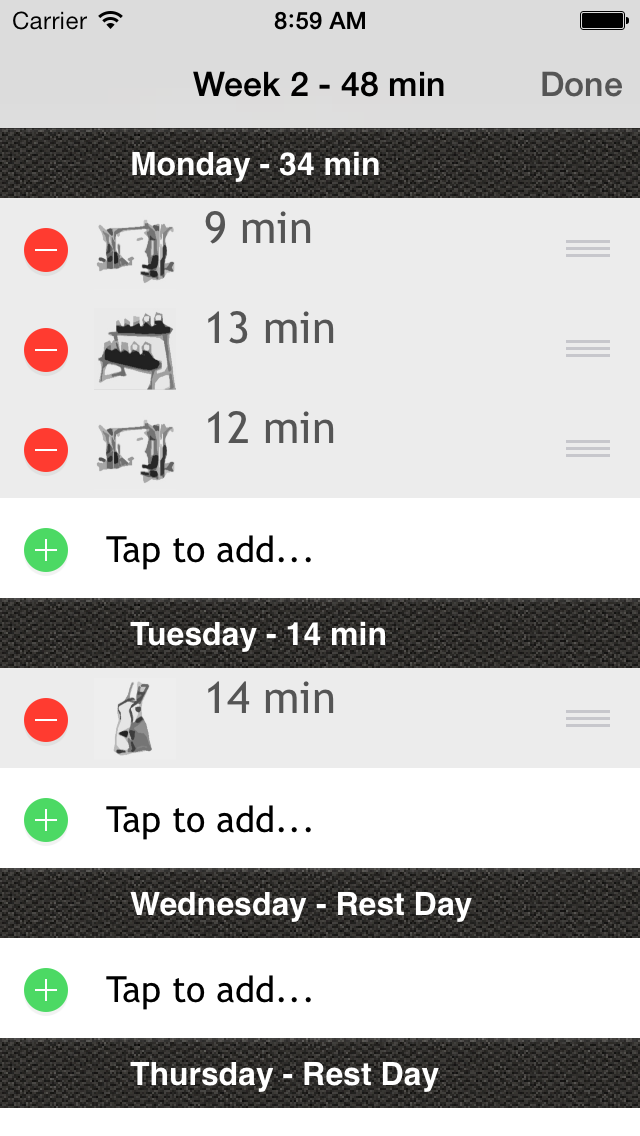 Carrier 8:59 AM
Week 2 - 48 min Done
Monday - 34 min
9 min
13 min
12 min
Tap to add...
Tuesday - 14 min
14 min
Tap to add...
Wednesday - Rest Day
Tap to add...
Thursday - Rest Day